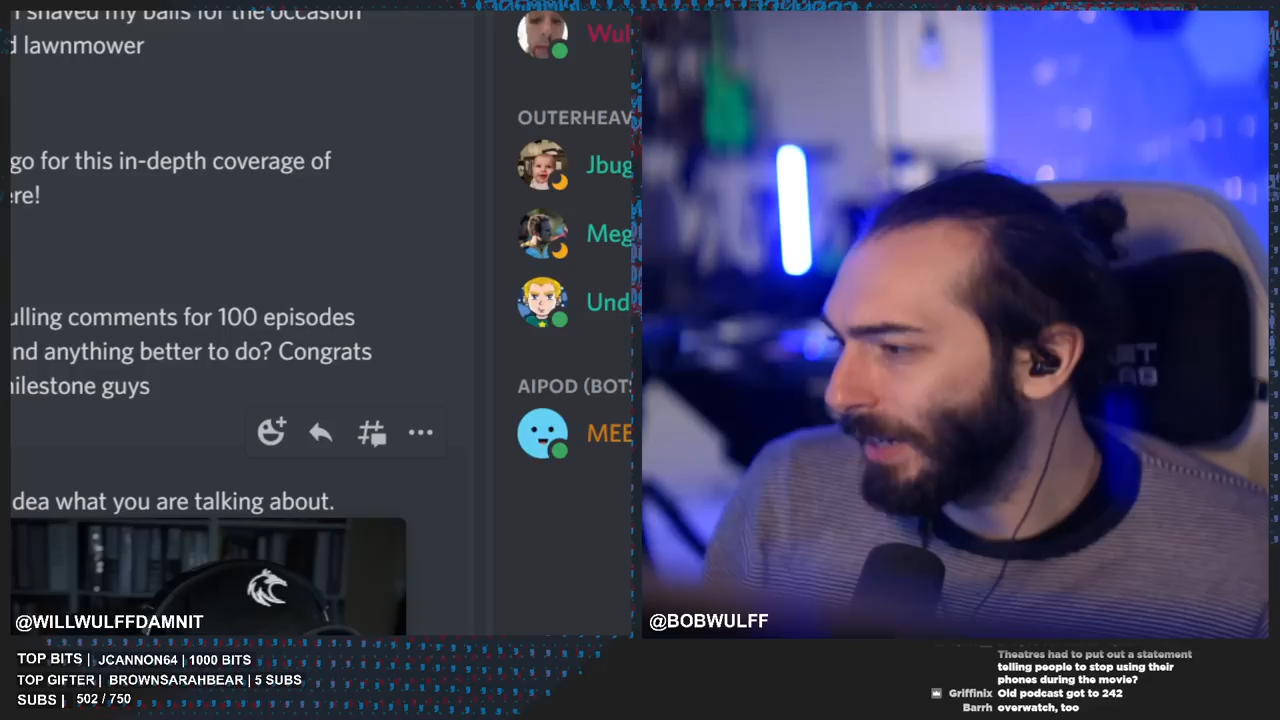 I shaved my balls for the occasion
d lawnmower
go for this in-depth coverage of
ere!
ulling comments for 100 episodes
nd anything better to do? Congrats
ilestone guys
dea what you are talking about.
@WILLWULFFDAMNIT
Wul
OUTERHEAV
Jbug
Meg
Und
AIPOD (BOTS
MEE
@BOBWULFF
TOP BITS | JCANNON64 | 1000 BITS
TOP GIFTER | BROWNSARAHBEAR | 5 SUBS
SUBS | 502 / 750
Theatres had to put out a statement
telling people to stop using their
phones during the movie?
Griffinix Old podcast got to 242
Barrh overwatch, too